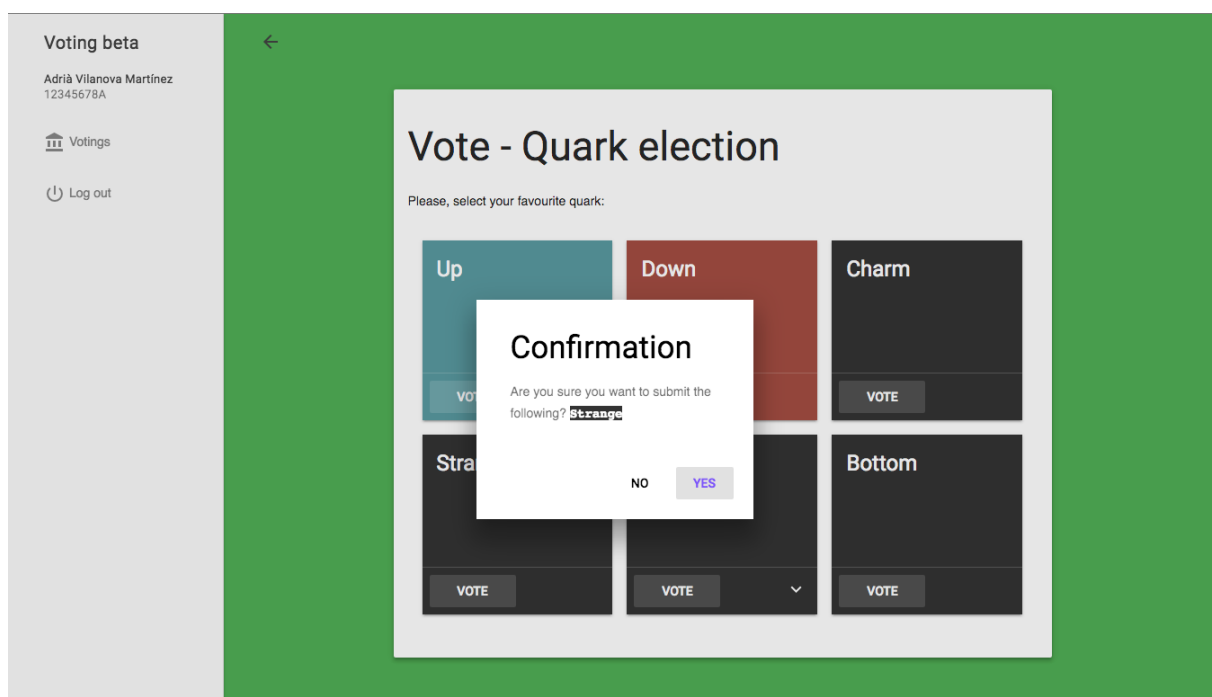 Voting beta
Adrià Vilanova Martínez
12345678A
Votings
Log out
Vote - Quark election
Please, select your favourite quark:
Up
Down
Charm
VOTE
Confirmation
Are you sure you want to submit the
following? Strange
NO
YES
Bottom
VOTE
VOTE
VOTE